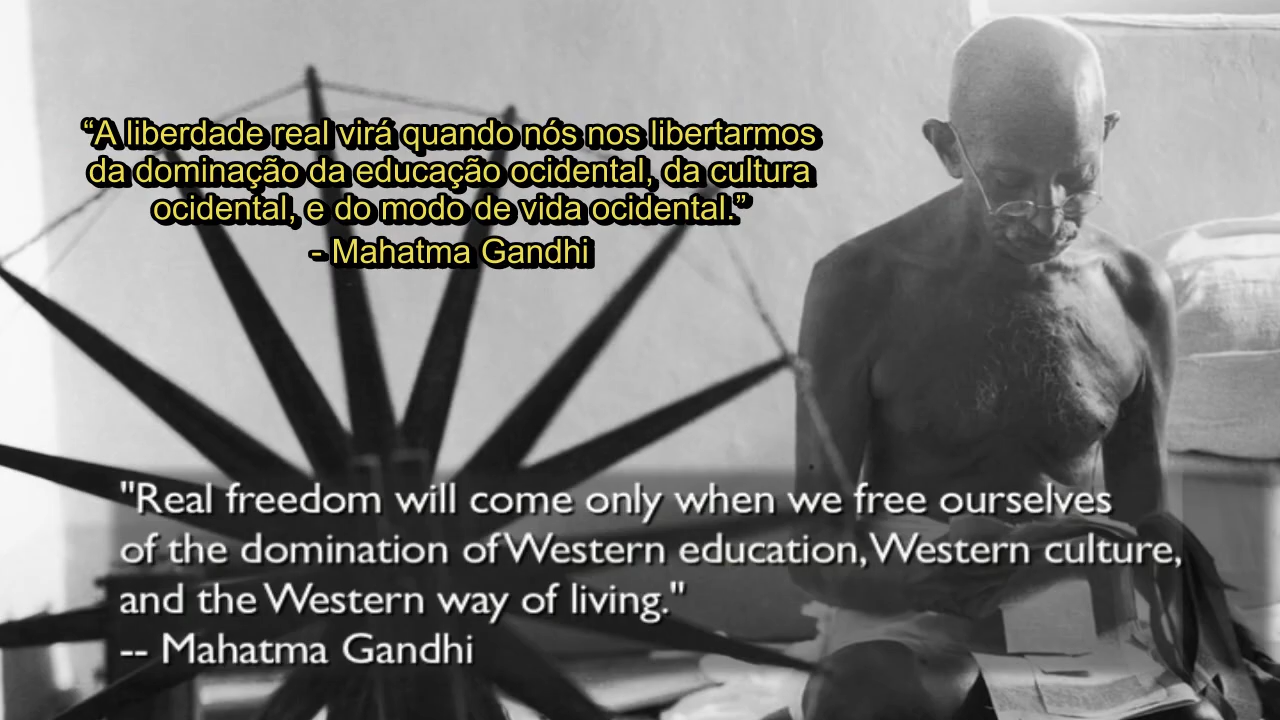 “A liberdade real virá quando nós nos libertarmos
da dominação da educação ocidental, da cultura
ocidental, e do modo de vida ocidental.”
- Mahatma Gandhi
"Real freedom will come only when we free ourselves
of the domination of Western education, Western culture,
and the Western way of living."
-- Mahatma Gandhi